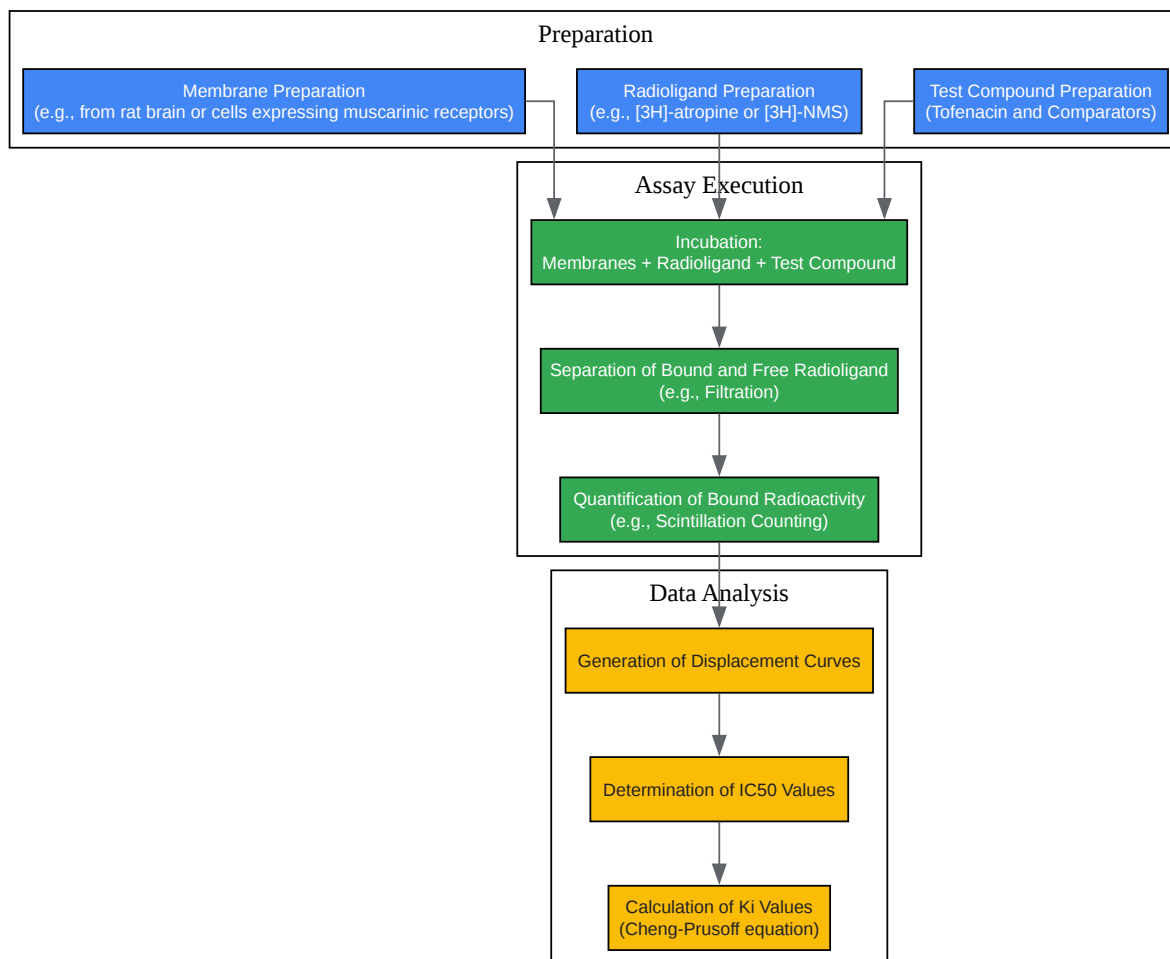 Preparation
Membrane Preparation
(e.g., from rat brain or cells expressing muscarinic receptors)
Radioligand Preparation
(e.g., [3H]-atropine or [3H]-NMS)
Test Compound Preparation
(Tofenacin and Comparators)
Assay Execution
Incubation:
Membranes + Radioligand + Test Compound
Separation of Bound and Free Radioligand
(e.g., Filtration)
Quantification of Bound Radioactivity
(e.g., Scintillation Counting)
Data Analysis
Generation of Displacement Curves
Determination of IC50 Values
Calculation of Ki Values
(Cheng-Prusoff equation)